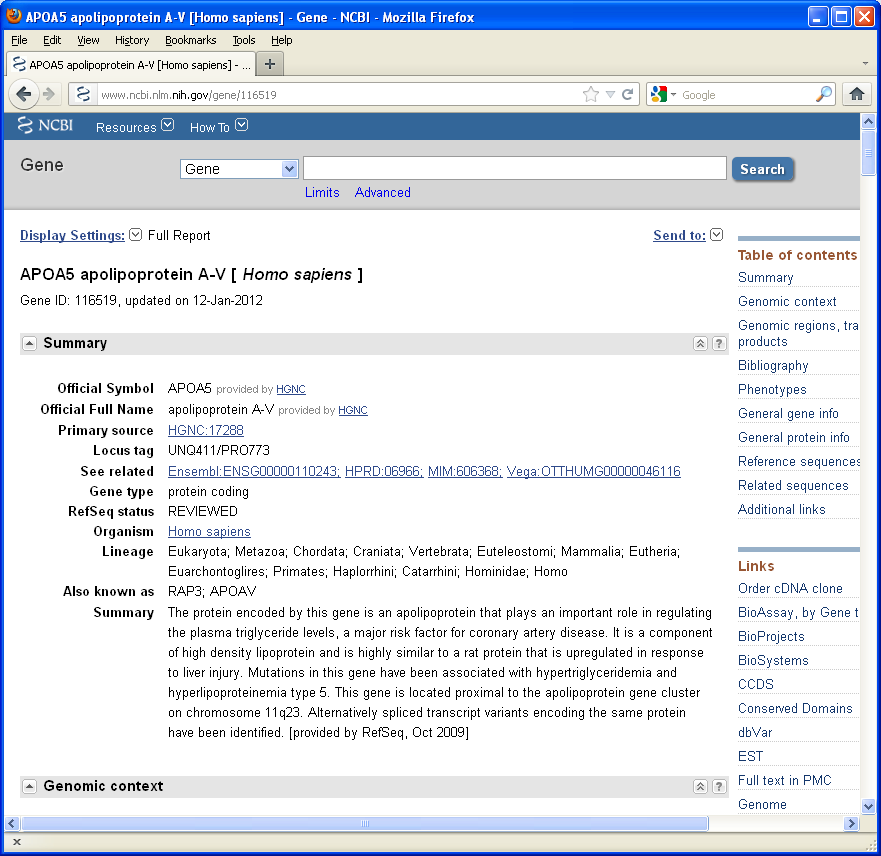 APOA5 apolipoprotein A-V [Homo sapiens] - Gene - NCBI - Mozilla Firefox
File Edit View History Bookmarks Tools Help
APOA5 apolipoprotein A-V [Homo sapiens] - ...
www.ncbi.nlm.nih.gov/gene/116519
Google
NCBI Resources How To
Gene
Gene
Search
Limits Advanced
Display Settings: Full Report
Send to:
APOA5 apolipoprotein A-V [ Homo sapiens ]
Gene ID: 116519, updated on 12-Jan-2012
Summary
Official Symbol APOA5 provided by HGNC
Official Full Name apolipoprotein A-V provided by HGNC
Primary source HGNC:17288
Locus tag UNQ411/PRO773
See related Ensembl:ENSG00000110243; HPRD:06966; MIM:606368; Vega:OTTHUMG00000046116
Gene type protein coding
RefSeq status REVIEWED
Organism Homo sapiens
Lineage Eukaryota; Metazoa; Chordata; Craniata; Vertebrata; Euteleostomi; Mammalia; Eutheria;
Euarchontoglires; Primates; Haplorrhini; Catarrhini; Hominidae; Homo
Also known as RAP3; APOAV
Summary The protein encoded by this gene is an apolipoprotein that plays an important role in regulating
the plasma triglyceride levels, a major risk factor for coronary artery disease. It is a component
of high density lipoprotein and is highly similar to a rat protein that is upregulated in response
to liver injury. Mutations in this gene have been associated with hypertriglyceridemia and
hyperlipoproteinemia type 5. This gene is located proximal to the apolipoprotein gene cluster
on chromosome 11q23. Alternatively spliced transcript variants encoding the same protein
have been identified. [provided by RefSeq, Oct 2009]
Genomic context
Table of contents
Summary
Genomic context
Genomic regions, tra
products
Bibliography
Phenotypes
General gene info
General protein info
Reference sequences
Related sequences
Additional links
Links
Order cDNA clone
BioAssay, by Gene t
BioProjects
BioSystems
CCDS
Conserved Domains
dbVar
EST
Full text in PMC
Genome